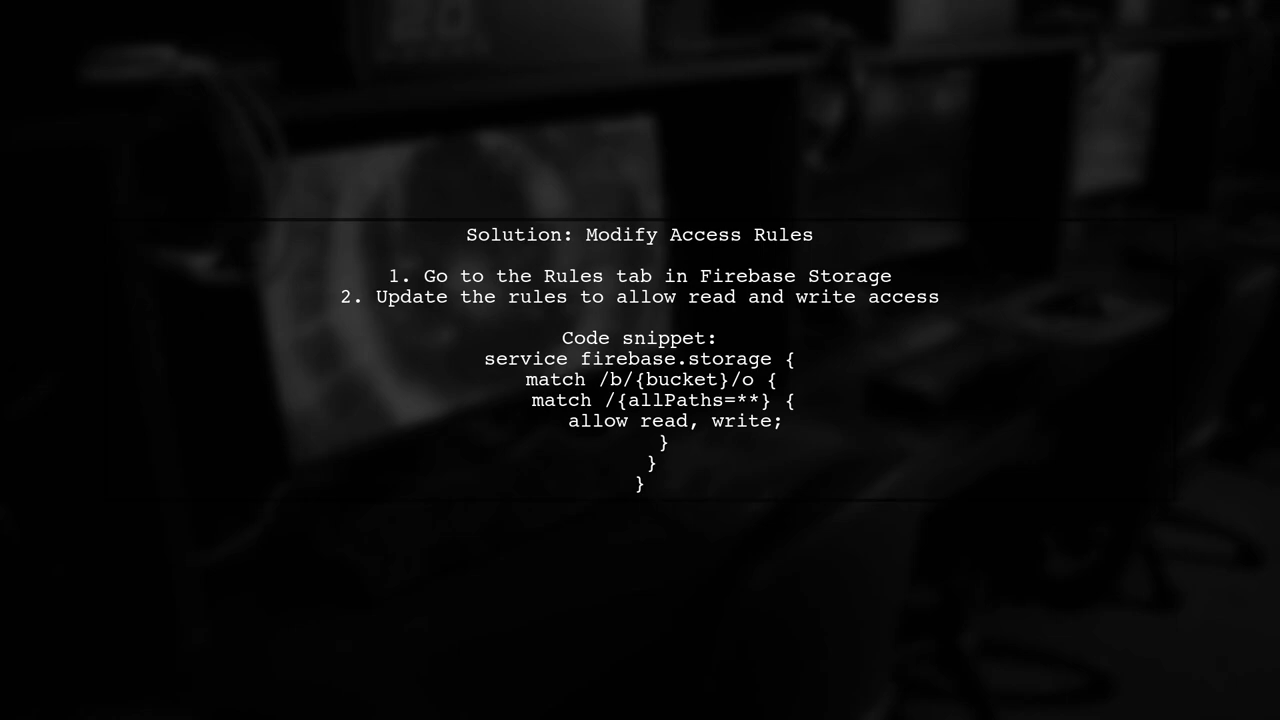 Solution: Modify Access Rules
1. Go to the Rules tab in Firebase Storage
2. Update the rules to allow read and write access
Code snippet:
service firebase.storage {
match /b/{bucket}/o {
match /{allPaths=**} {
allow read, write;
}
}
}